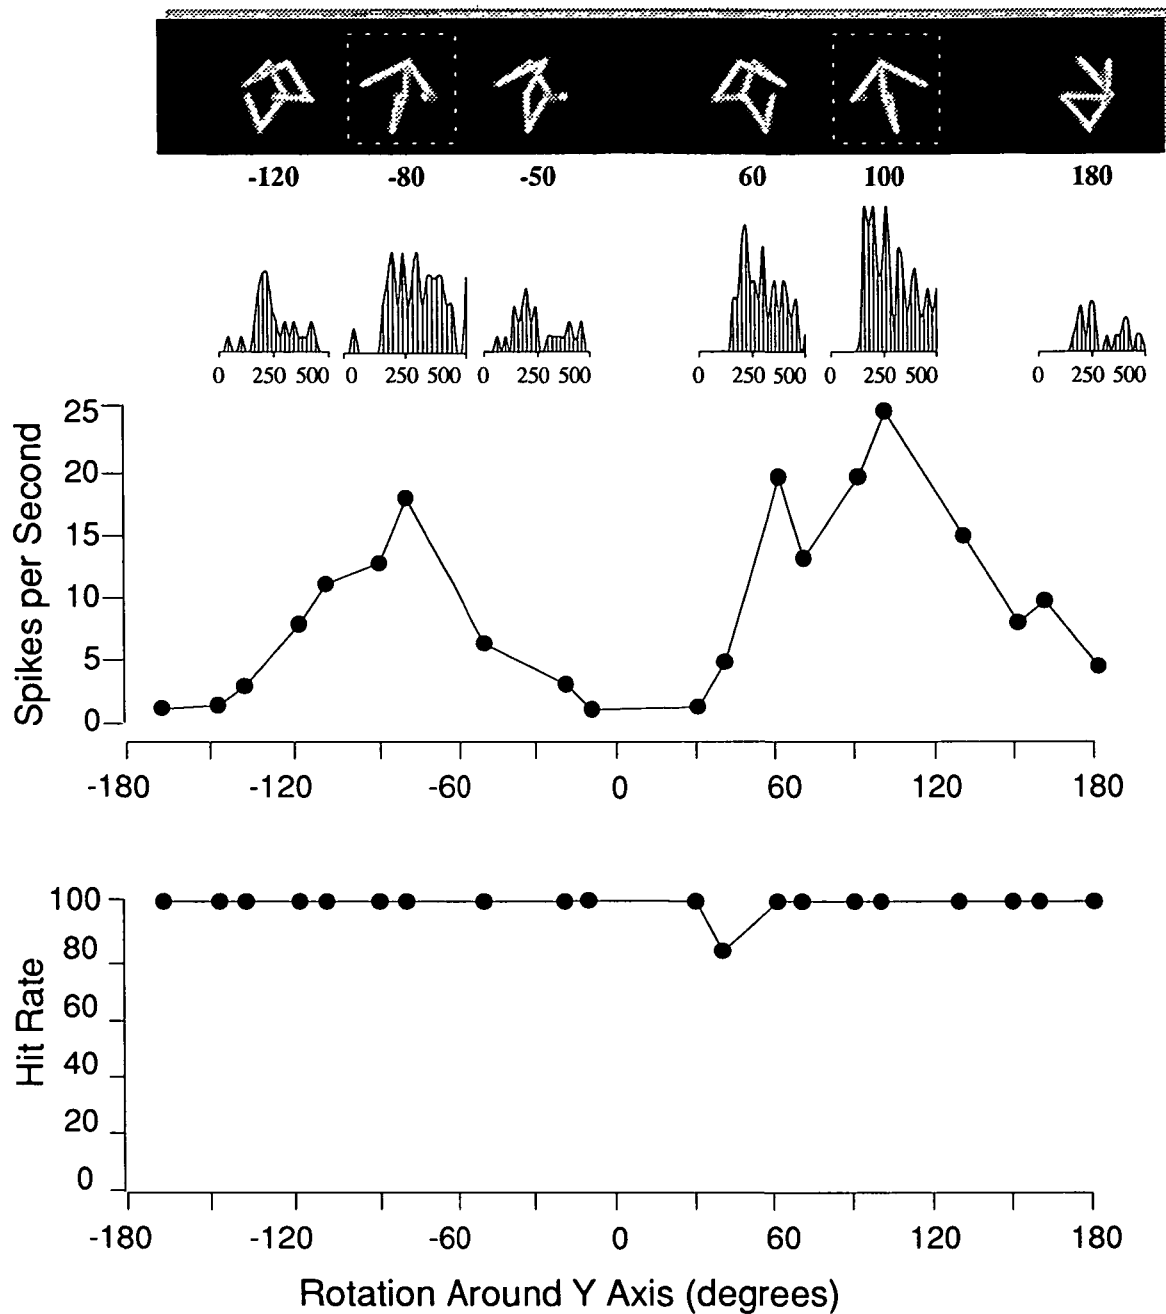 -120 -80 -50 60 100 180
0 250 500 0 250 500 0 250 500 0 250 500 0 250 500 0 250 500
25
20
15
10
5
0
Spikes per Second
-180 -120 -60 0 60 120 180
100
80
60
40
20
0
Hit Rate
-180 -120 -60 0 60 120 180
Rotation Around Y Axis (degrees)